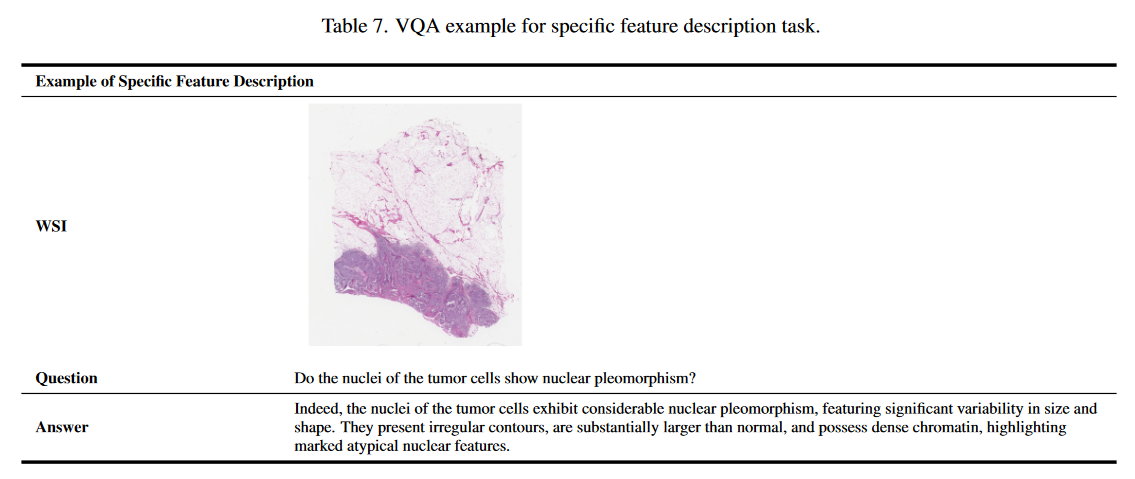 Table 7. VQA example for specific feature description task.
Example of Specific Feature Description
WSI
Question
Do the nuclei of the tumor cells show nuclear pleomorphism?
Answer
Indeed, the nuclei of the tumor cells exhibit considerable nuclear pleomorphism, featuring significant variability in size and
shape. They present irregular contours, are substantially larger than normal, and possess dense chromatin, highlighting
marked atypical nuclear features.